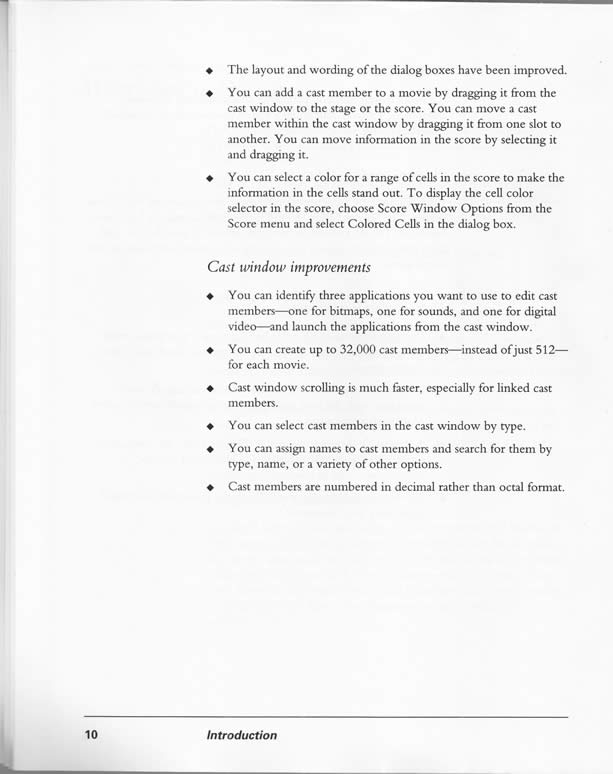 ◆ The layout and wording of the dialog boxes have been improved.
◆ You can add a cast member to a movie by dragging it from the
cast window to the stage or the score. You can move a cast
member within the cast window by dragging it from one slot to
another. You can move information in the score by selecting it
and dragging it.
◆ You can select a color for a range of cells in the score to make the
information in the cells stand out. To display the cell color
selector in the score, choose Score Window Options from the
Score menu and select Colored Cells in the dialog box.
Cast window improvements
◆ You can identify three applications you want to use to edit cast
members—one for bitmaps, one for sounds, and one for digital
video—and launch the applications from the cast window.
◆ You can create up to 32,000 cast members—instead of just 512—
for each movie.
◆ Cast window scrolling is much faster, especially for linked cast
members.
◆ You can select cast members in the cast window by type.
◆ You can assign names to cast members and search for them by
type, name, or a variety of other options.
◆ Cast members are numbered in decimal rather than octal format.
10 Introduction